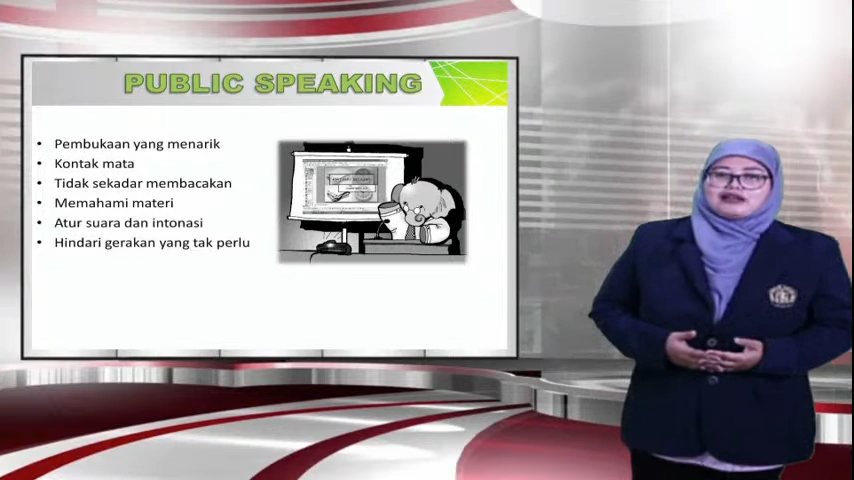 PUBLIC SPEAKING
• Pembukaan yang menarik
• Kontak mata
• Tidak sekadar membacakan
• Memahami materi
• Atur suara dan intonasi
• Hindari gerakan yang tak perlu